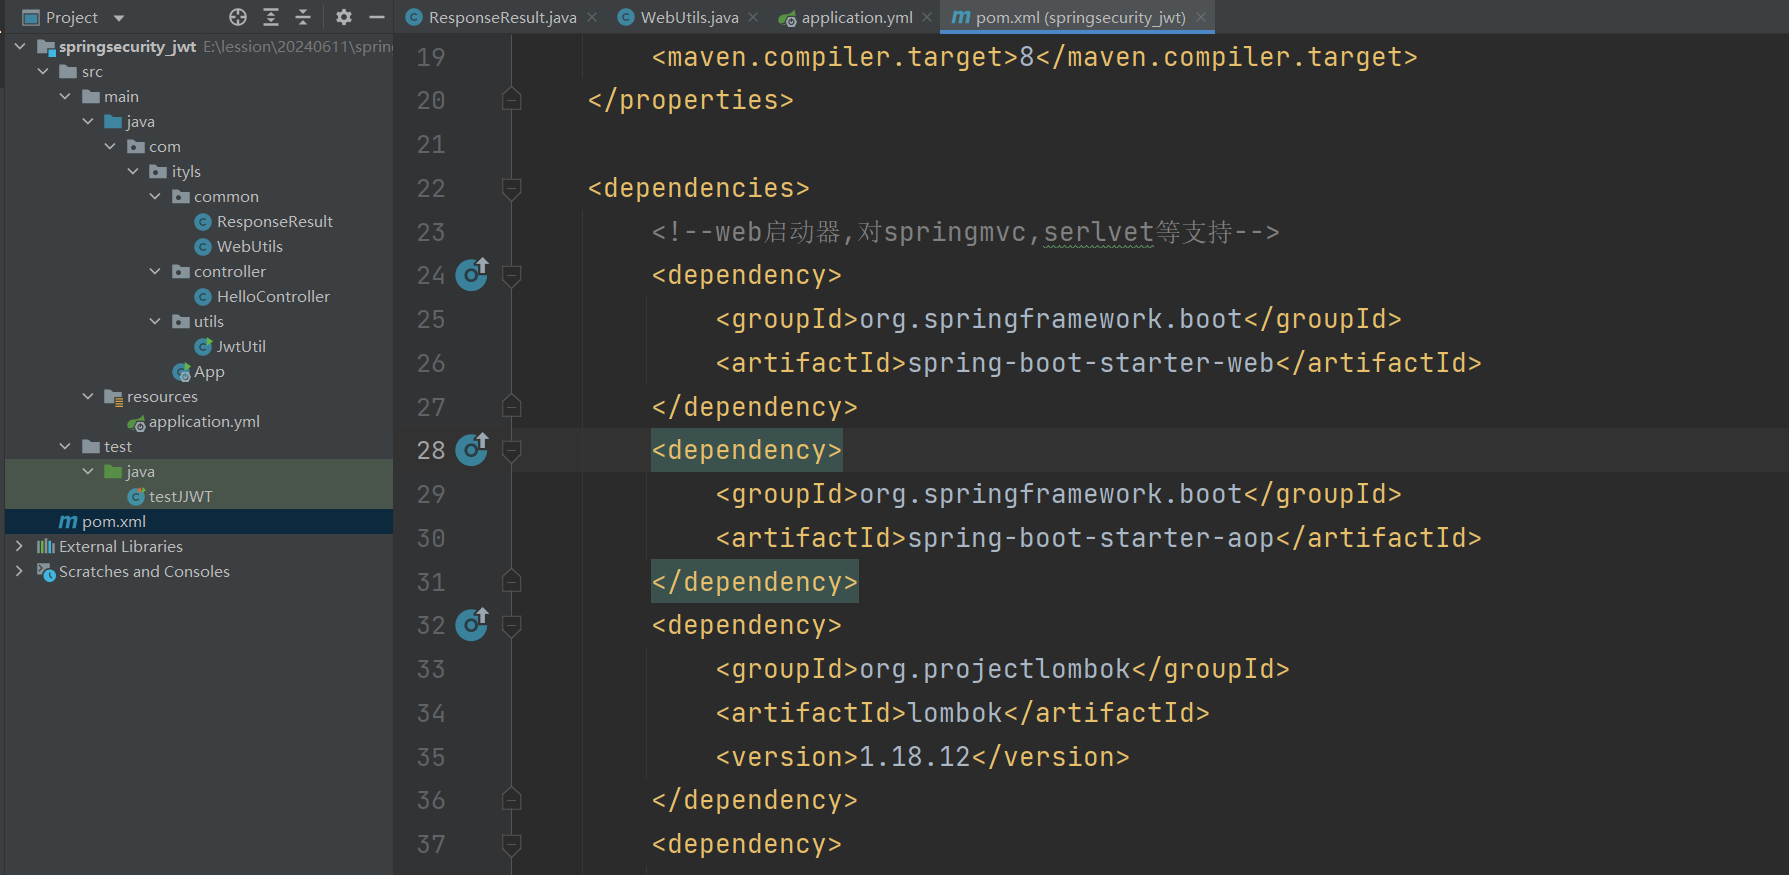 Project
springsecurity_jwt E:\lession\20240611\sprin
src
main
java
com
ityls
common
ResponseResult
WebUtils
controller
HelloController
utils
JwtUtil
App
resources
application.yml
test
java
testJJWT
pom.xml
External Libraries
Scratches and Consoles
ResponseResult.java WebUtils.java application.yml pom.xml (springsecurity_jwt)
19 <maven.compiler.target>8</maven.compiler.target>
20 </properties>
21
22 <dependencies>
23 <!--web启动器,对springmvc,serlvet等支持-->
24 <dependency>
25 <groupId>org.springframework.boot</groupId>
26 <artifactId>spring-boot-starter-web</artifactId>
27 </dependency>
28 <dependency>
29 <groupId>org.springframework.boot</groupId>
30 <artifactId>spring-boot-starter-aop</artifactId>
31 </dependency>
32 <dependency>
33 <groupId>org.projectlombok</groupId>
34 <artifactId>lombok</artifactId>
35 <version>1.18.12</version>
36 </dependency>
37 <dependency>